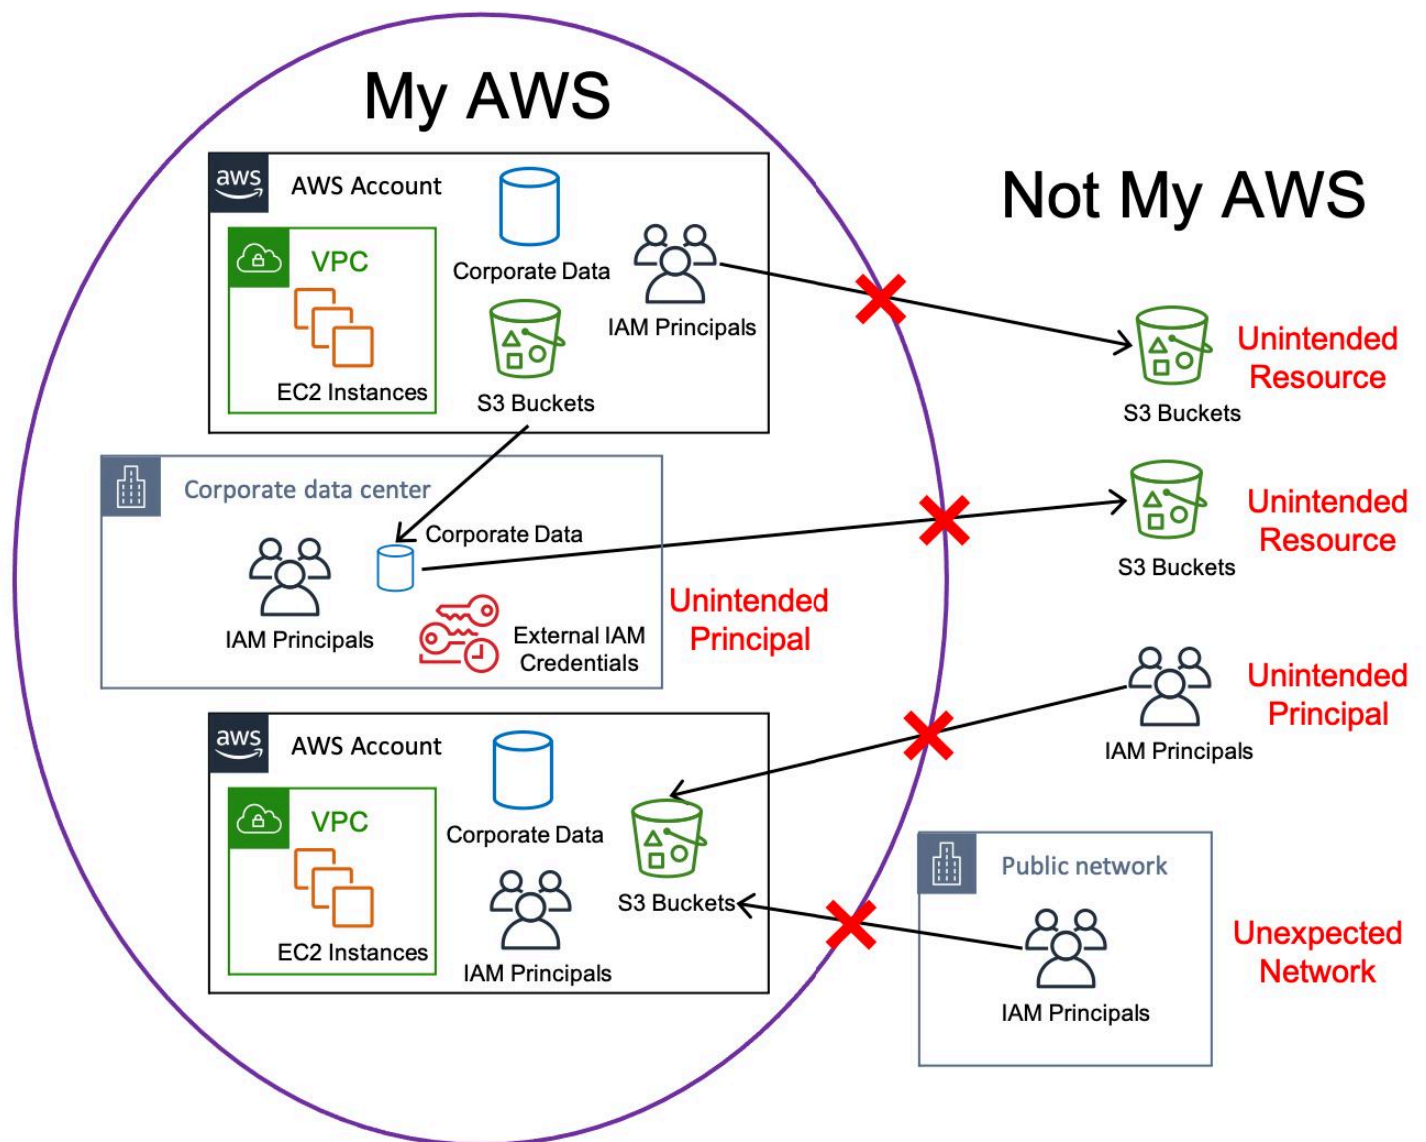 My AWS
Not My AWS
aws
AWS Account
VPC
EC2 Instances
Corporate Data
S3 Buckets
IAM Principals
S3 Buckets
Unintended
Resource
Corporate data center
Corporate Data
IAM Principals
External IAM
Credentials
Unintended
Principal
S3 Buckets
Unintended
Resource
IAM Principals
Unintended
Principal
aws
AWS Account
VPC
EC2 Instances
Corporate Data
IAM Principals
S3 Buckets
Public network
IAM Principals
Unexpected
Network